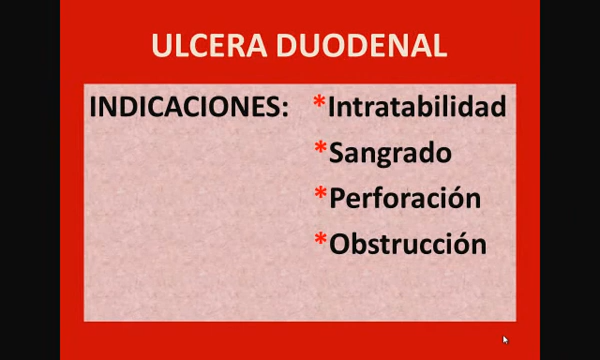 ULCERA DUODENAL
INDICACIONES: *Intratabilidad
*Sangrado
*Perforación
*Obstrucción